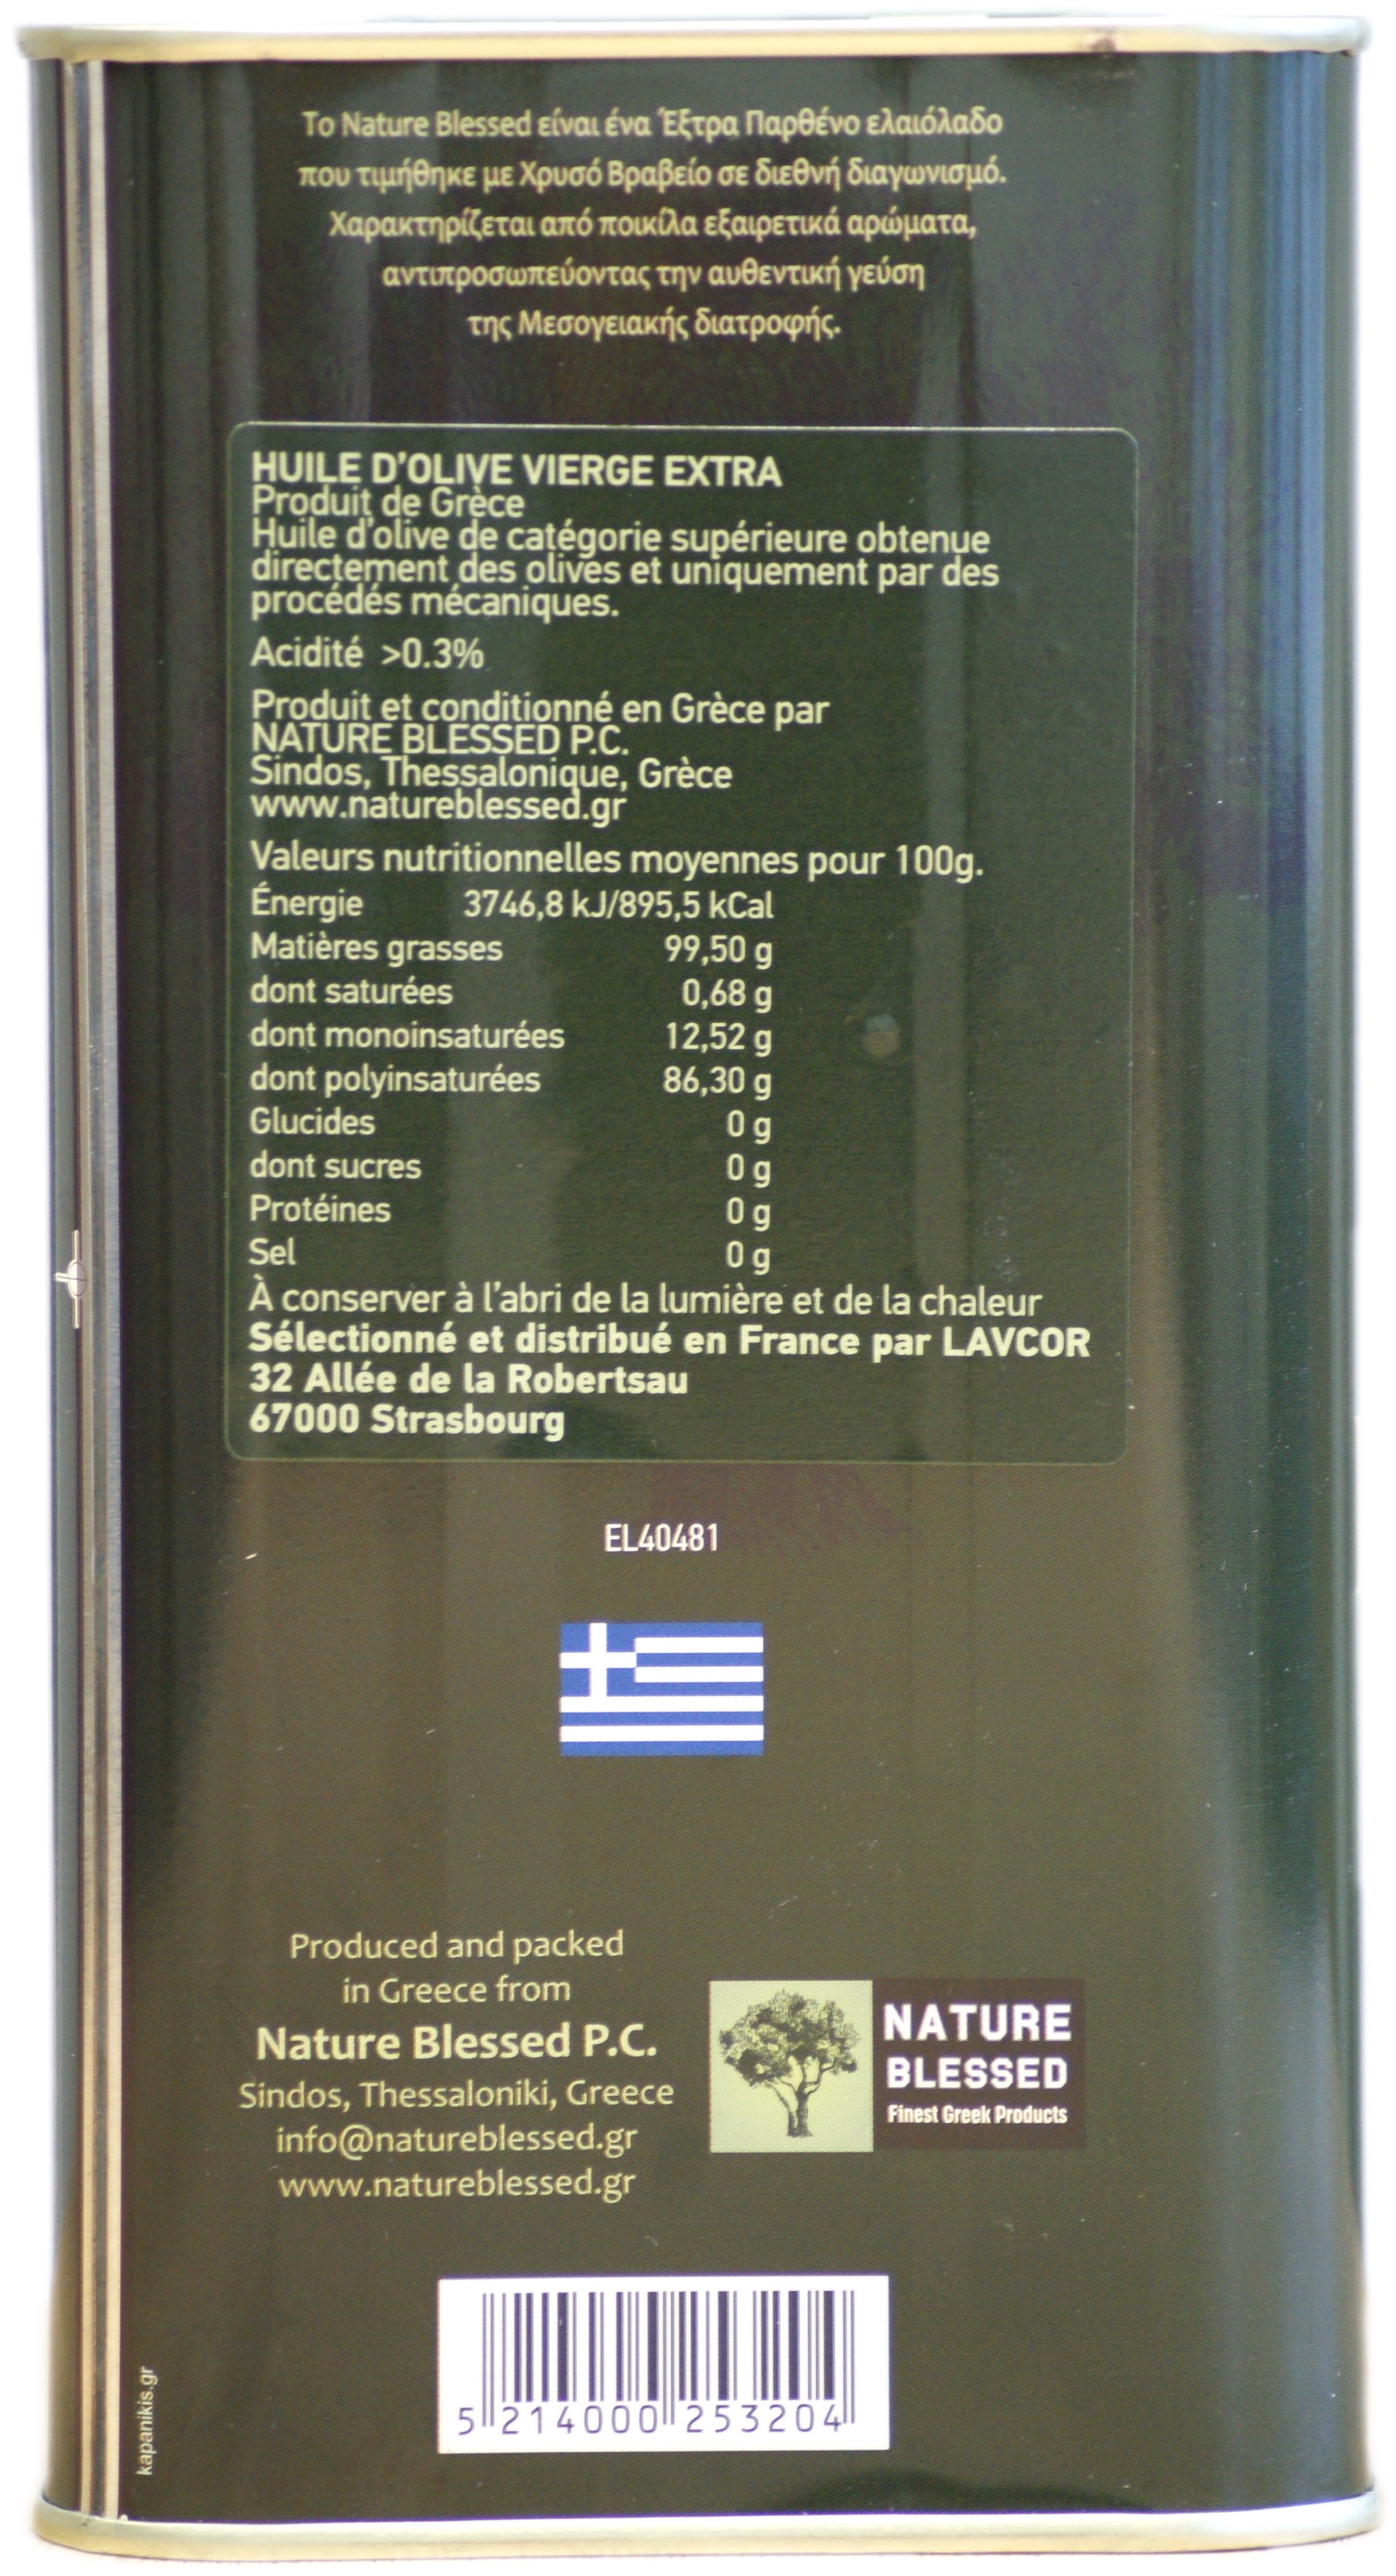 Το Nature Blessed είναι ένα Έξτρα Παρθένο ελαιόλαδο
που τιμήθηκε με Χρυσό Βραβείο σε διεθνή διαγωνισμό.
Χαρακτηρίζεται από ποικίλα εξαιρετικά αρώματα,
αντιπροσωπεύοντας την αυθεντική γεύση
της Μεσογειακής διατροφής.
HUILE D'OLIVE VIERGE EXTRA
Produit de Grèce
Huile d'olive de catégorie supérieure obtenue
directement des olives et uniquement par des
procédés mécaniques.
Acidité >0.3%
Produit et conditionné en Grèce par
NATURE BLESSED P.C.
Sindos, Thessalonique, Grèce
www.natureblessed.gr
Valeurs nutritionnelles moyennes pour 100g.
Énergie 3746,8 kJ/895,5 kCal
Matières grasses 99,50 g
dont saturées 0,68 g
dont monoinsaturées 12,52 g
dont polyinsaturées 86,30 g
Glucides 0 g
dont sucres 0 g
Protéines 0 g
Sel 0 g
À conserver à l'abri de la lumière et de la chaleur
Sélectionné et distribué en France par LAVCOR
32 Allée de la Robertsau
67000 Strasbourg
EL40481
Produced and packed
in Greece from
Nature Blessed P.C.
Sindos, Thessaloniki, Greece
info@natureblessed.gr
www.natureblessed.gr
NATURE
BLESSED
Finest Greek Products
5 214000 253204
kapanikis.gr